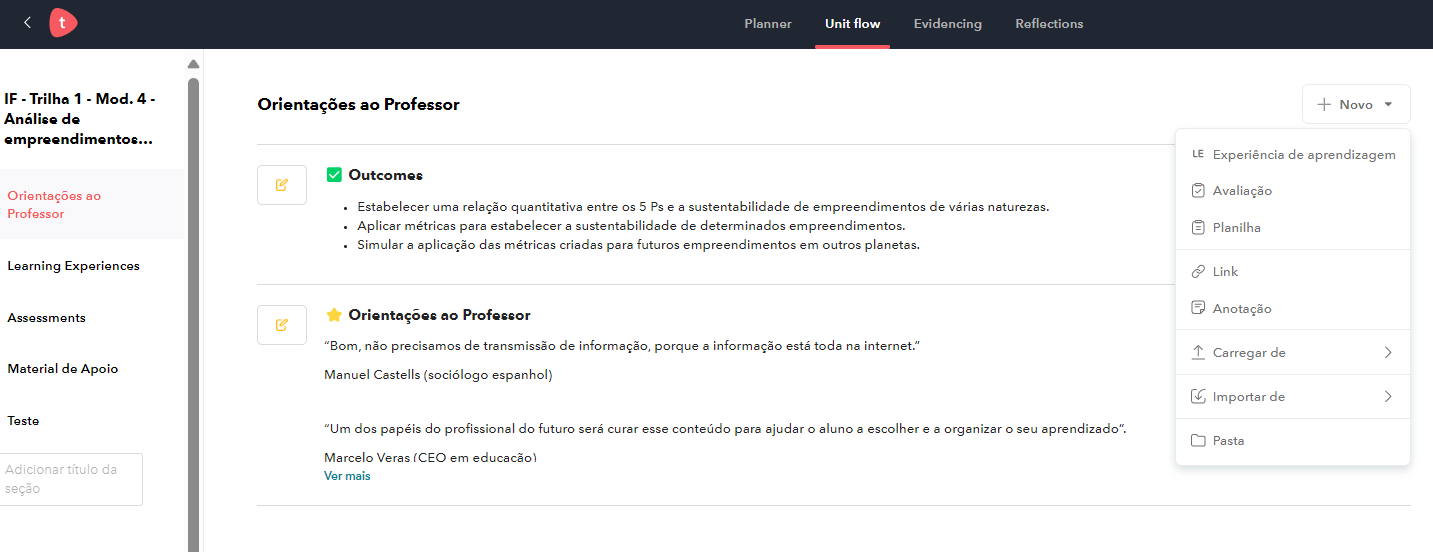 t
Planner
Unit flow
Evidencing
Reflections
IF - Trilha 1 - Mod. 4 -
Análise de
empreendimentos...
Orientações ao
Professor
Learning Experiences
Assessments
Material de Apoio
Teste
Adicionar título da
seção
Orientações ao Professor
Novo
Outcomes
Estabelecer uma relação quantitativa entre os 5 Ps e a sustentabilidade de empreendimentos de várias naturezas.
Aplicar métricas para estabelecer a sustentabilidade de determinados empreendimentos.
Simular a aplicação das métricas criadas para futuros empreendimentos em outros planetas.
Orientações ao Professor
“Bom, não precisamos de transmissão de informação, porque a informação está toda na internet.”
Manuel Castells (sociólogo espanhol)
“Um dos papéis do profissional do futuro será curar esse conteúdo para ajudar o aluno a escolher e a organizar o seu aprendizado”.
Marcelo Veras (CEO em educação)
Ver mais
LE Experiência de aprendizagem
Avaliação
Planilha
Link
Anotação
Carregar de
Importar de
Pasta